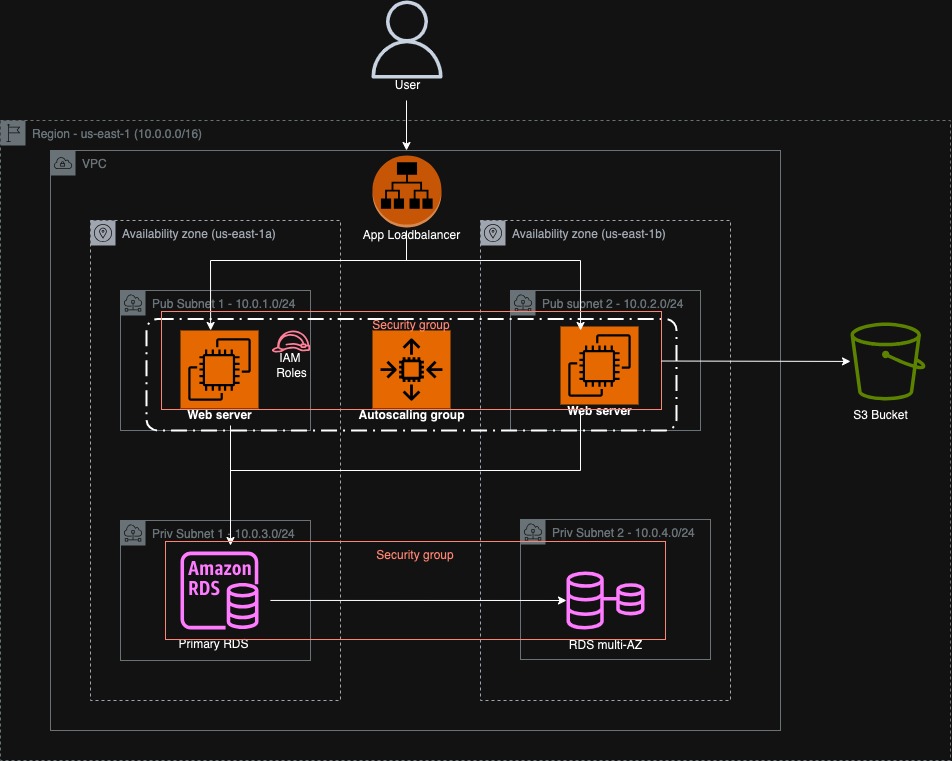 User
Region - us-east-1 (10.0.0.0/16)
VPC
App Loadbalancer
Availability zone (us-east-1a)
Availability zone (us-east-1b)
Pub Subnet 1 - 10.0.1.0/24
Pub subnet 2 - 10.0.2.0/24
Security group
IAM
Roles
Web server
Autoscaling group
Web server
S3 Bucket
Priv Subnet 1 - 10.0.3.0/24
Priv Subnet 2 - 10.0.4.0/24
Security group
Amazon
RDS
Primary RDS
RDS multi-AZ